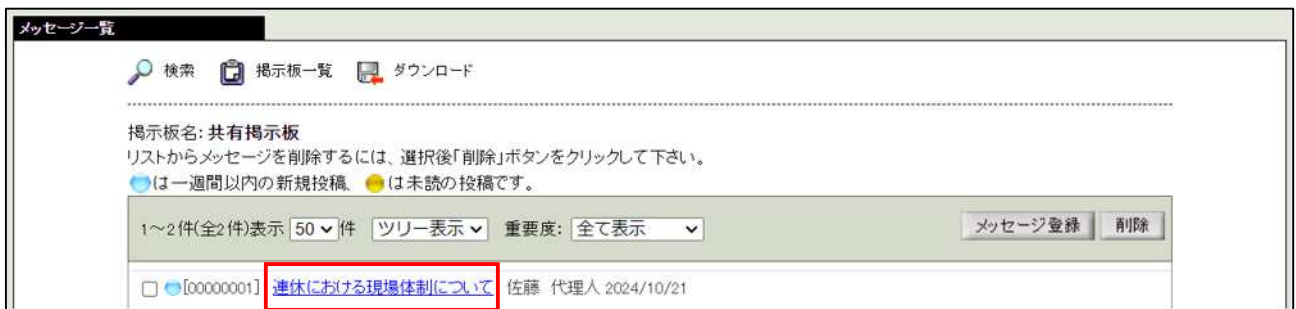 メッセージ一覧
検索 掲示板一覧 ダウンロード
掲示板名: 共有掲示板
リストからメッセージを削除するには、選択後「削除」ボタンをクリックして下さい。
は一週間以内の新規投稿、 は未読の投稿です。
1～2件(全2件)表示 50 件 ツリー表示 重要度: 全て表示 メッセージ登録 削除
[00000001] 連休における現場体制について 佐藤 代理人 2024/10/21